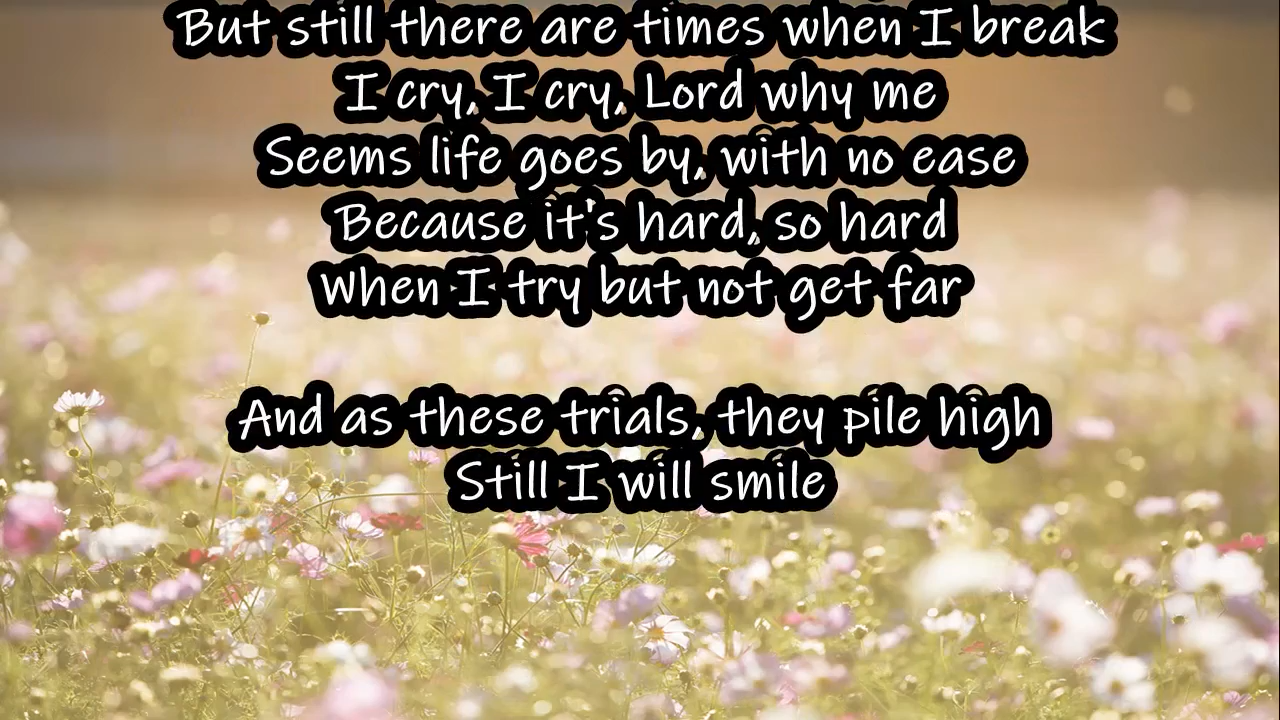 But still there are times when I break
I cry, I cry, Lord why me
Seems life goes by, with no ease
Because it's hard, so hard
When I try but not get far
And as these trials, they pile high
Still I will smile